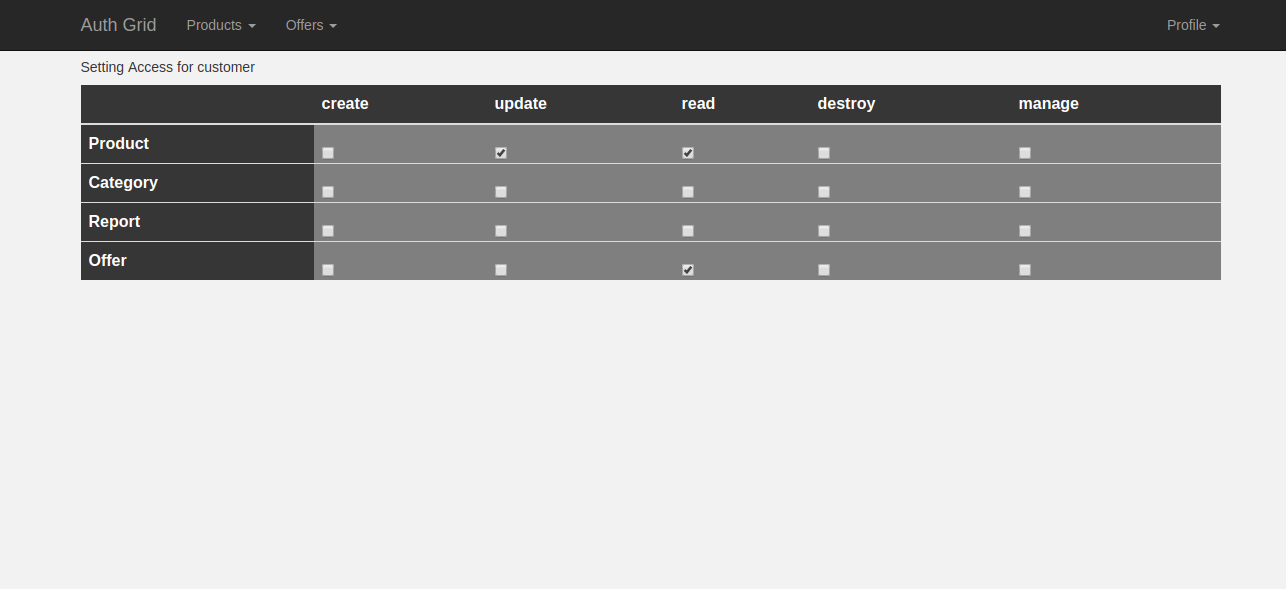 Auth Grid Products Offers Profile
Setting Access for customer
create update read destroy manage
Product
Category
Report
Offer